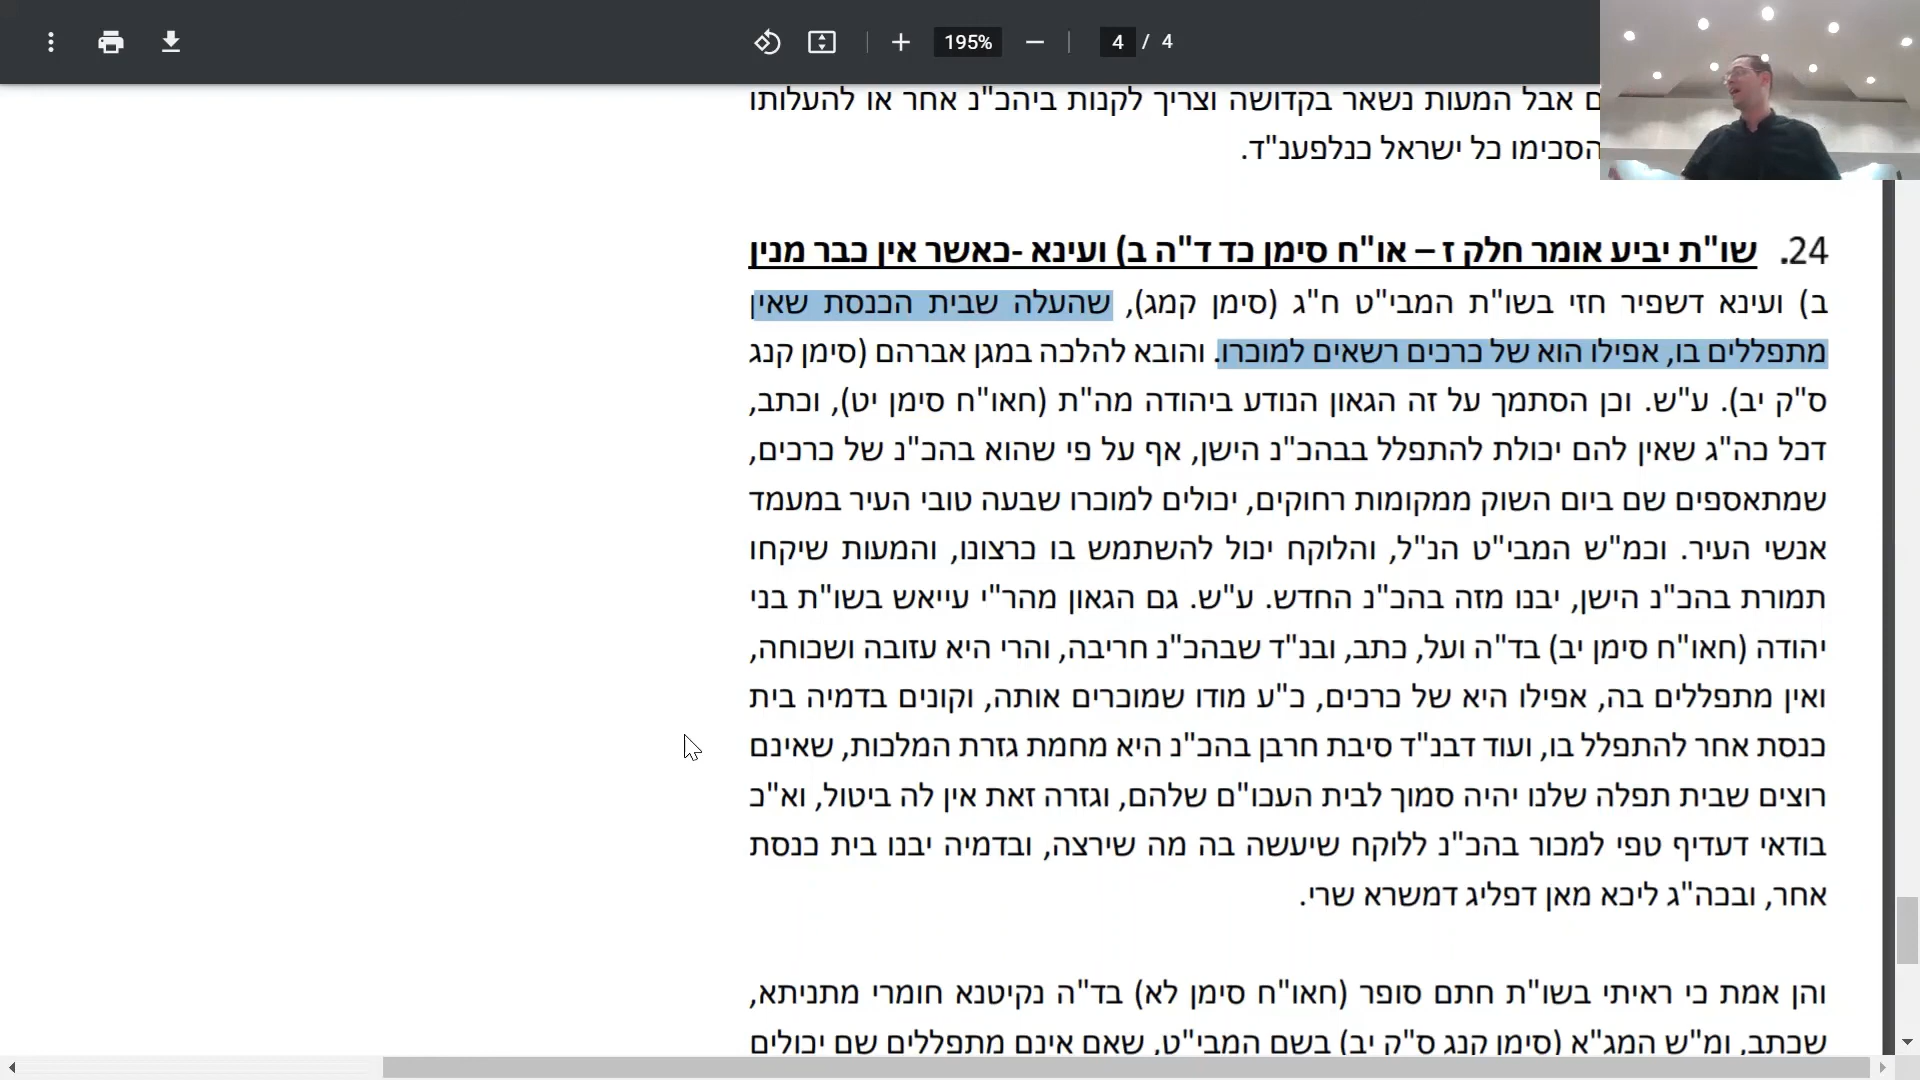 195%
4 / 4
ם אבל המעות נשאר בקדושה וצריך לקנות ביהכ"נ אחר או להעלותו
הסכימו כל ישראל כנלפענ"ד.
24. שו"ת יביע אומר חלק ז – או"ח סימן כד ד"ה ב) ועינא -כאשר אין כבר מנין
ב) ועינא דשפיר חזי בשו"ת המבי"ט ח"ג (סימן קמג), שהעלה שבית הכנסת שאין
מתפללים בו, אפילו הוא של כרכים רשאים למוכרו. והובא להלכה במגן אברהם (סימן קנג
ס"ק יב). ע"ש. וכן הסתמך על זה הגאון הנודע ביהודה מה"ת (חאו"ח סימן יט), וכתב,
דכל כה"ג שאין להם יכולת להתפלל בבהכ"נ הישן, אף על פי שהוא בהכ"נ של כרכים,
שמתאספים שם ביום השוק ממקומות רחוקים, יכולים למוכרו שבעה טובי העיר במעמד
אנשי העיר. וכמ"ש המבי"ט הנ"ל, והלוקח יכול להשתמש בו כרצונו, והמעות שיקחו
תמורת בהכ"נ הישן, יבנו מזה בהכ"נ החדש. ע"ש. גם הגאון מהר"י עייאש בשו"ת בני
יהודה (חאו"ח סימן יב) בד"ה ועל, כתב, ובנ"ד שבהכ"נ חריבה, והרי היא עזובה ושכוחה,
ואין מתפללים בה, אפילו היא של כרכים, כ"ע מודו שמוכרים אותה, וקונים בדמיה בית
כנסת אחר להתפלל בו, ועוד דבנ"ד סיבת חרבן בהכ"נ היא מחמת גזרת המלכות, שאינם
רוצים שבית תפלה שלנו יהיה סמוך לבית העכו"ם שלהם, וגזרה זאת אין לה ביטול, וא"כ
בודאי דעדיף טפי למכור בהכ"נ ללוקח שיעשה בה מה שירצה, ובדמיה יבנו בית כנסת
אחר, ובכה"ג ליכא מאן דפליג דמשרא שרי.
והן אמת כי ראיתי בשו"ת חתם סופר (חאו"ח סימן לא) בד"ה נקיטנא חומרי מתניתא,
שכתב, ומ"ש המג"א (סימן קנג ס"ק יב) בשם המבי"ט, שאם אינם מתפללים שם יכולים